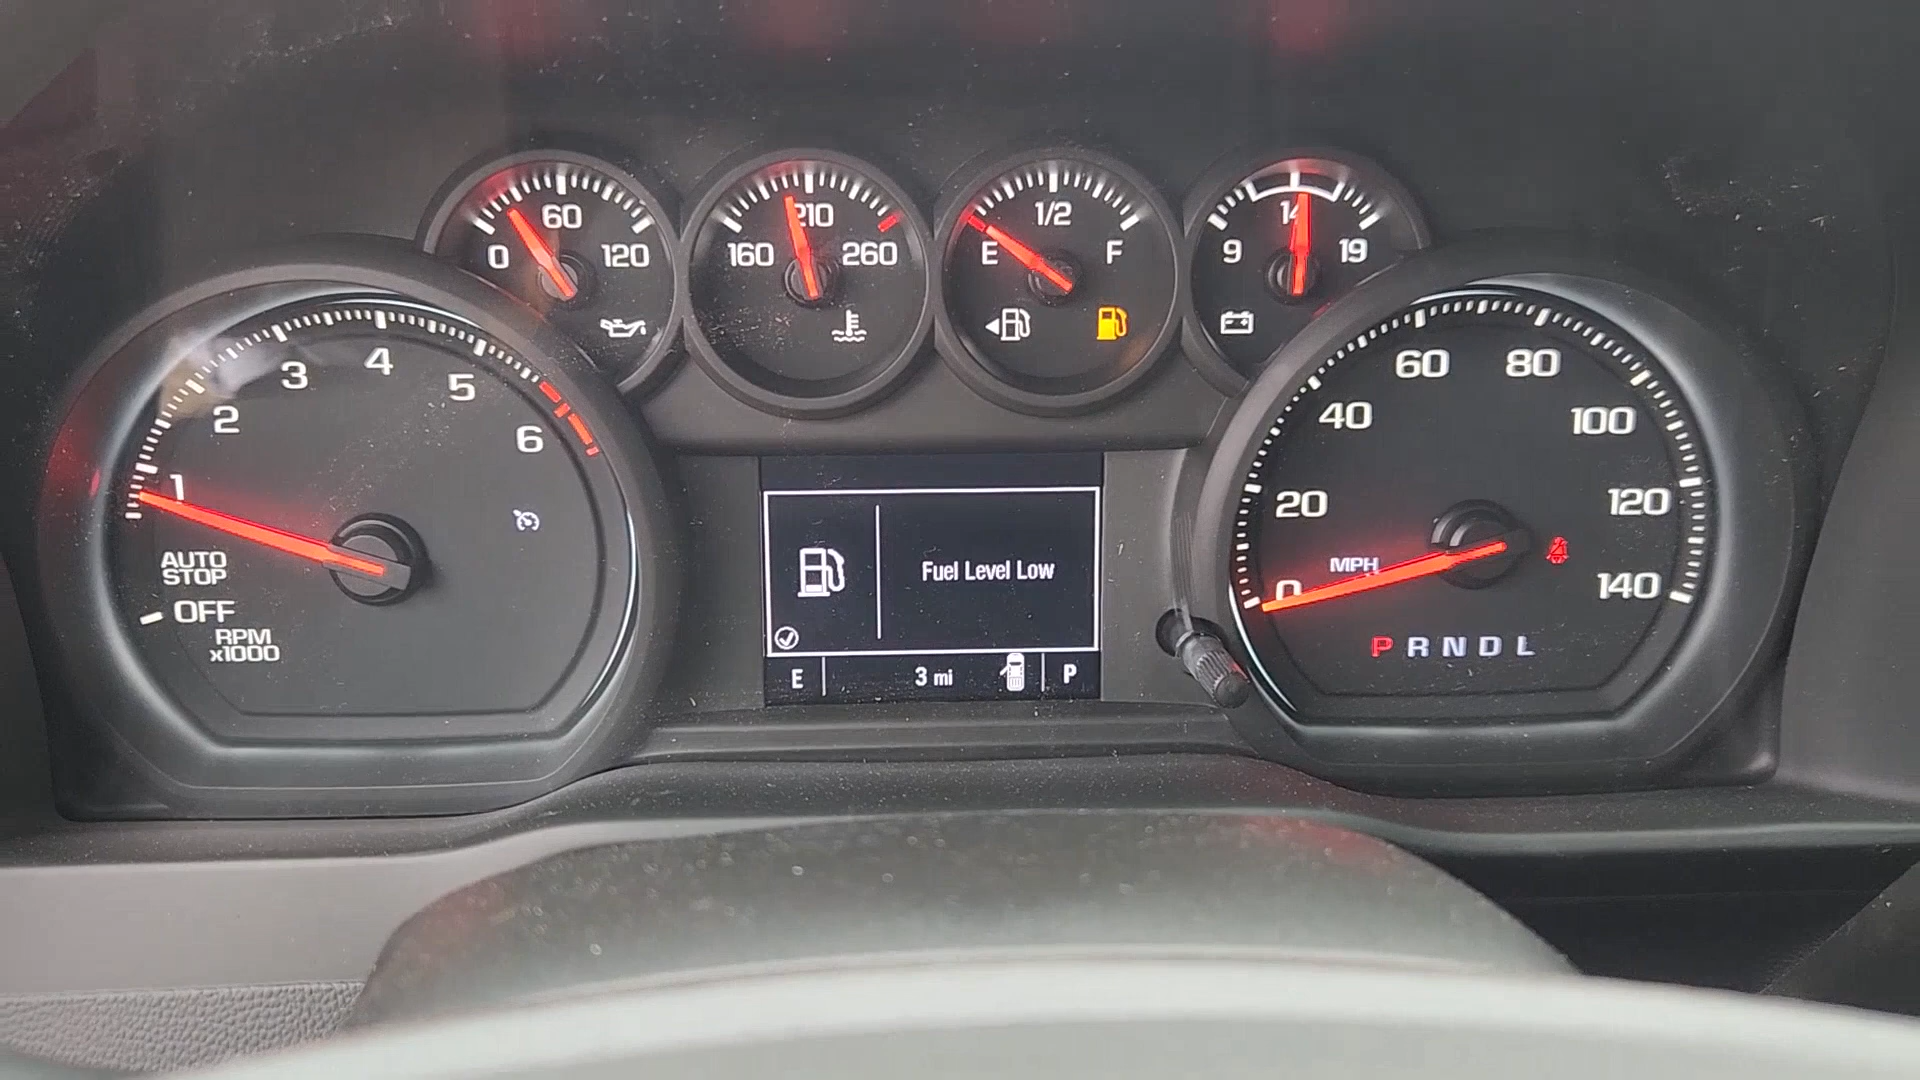 60
0 120
210
160 260
1/2
E F
14
9 19
1 2 3 4 5 6
AUTO
STOP
OFF
RPM
x1000
Fuel Level Low
E 3 mi P
0 20 40 60 80 100 120 140
MPH
P R N D L